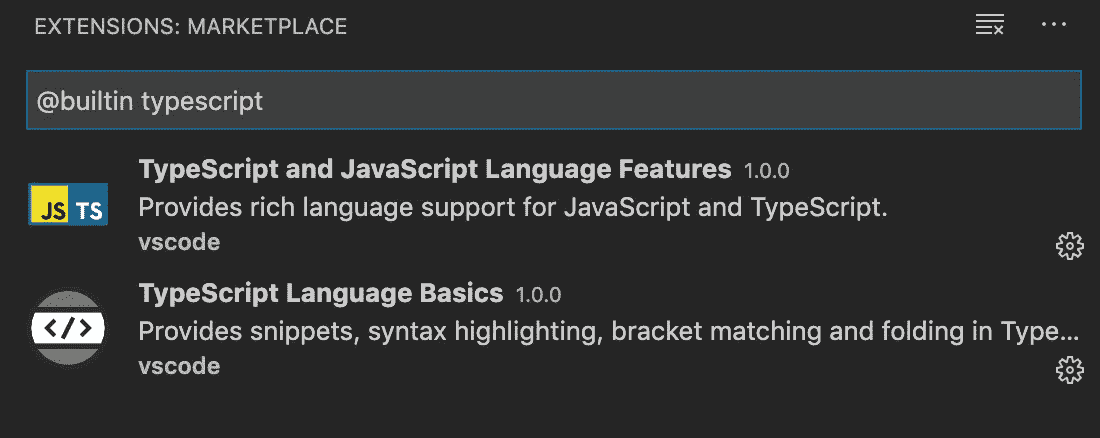 EXTENSIONS: MARKETPLACE
@builtin typescript
TypeScript and JavaScript Language Features 1.0.0
JS TS
Provides rich language support for JavaScript and TypeScript.
vscode
TypeScript Language Basics 1.0.0
</>
Provides snippets, syntax highlighting, bracket matching and folding in Type...
vscode